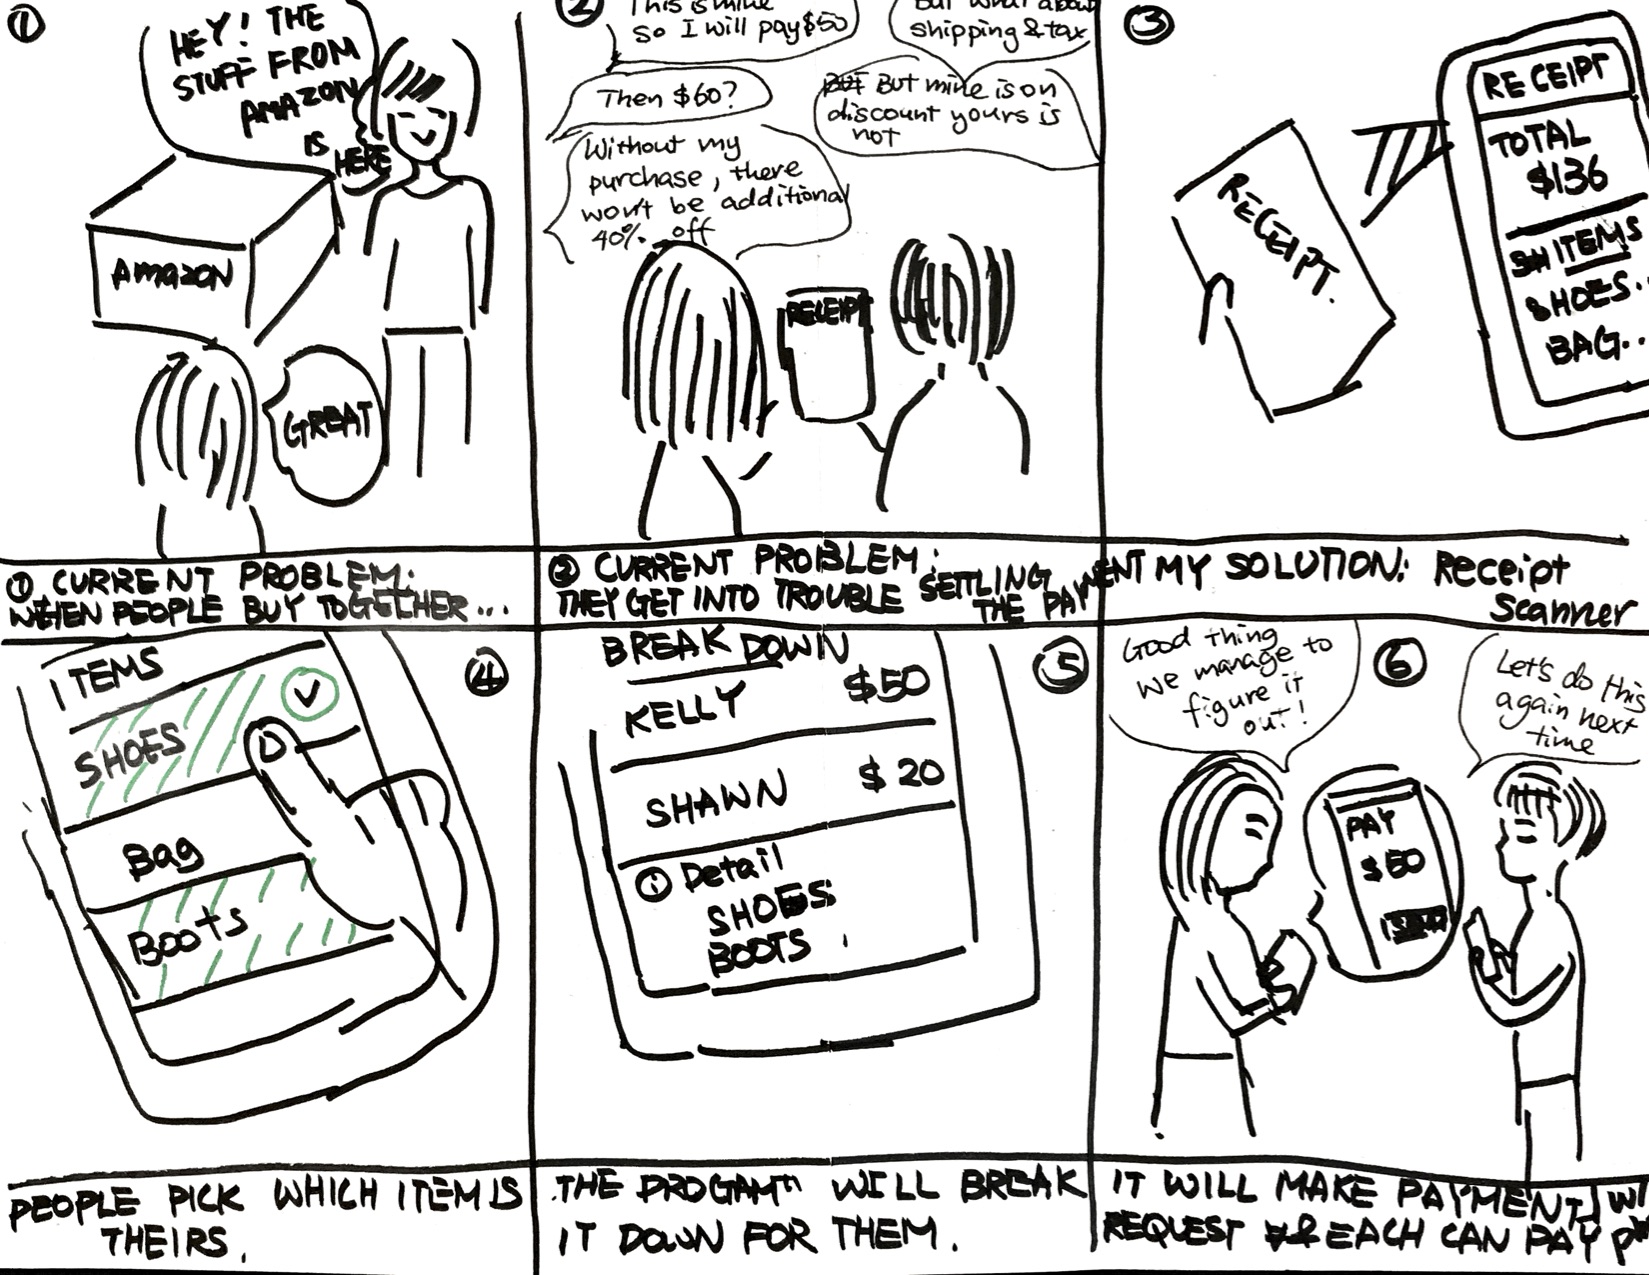 ①
HEY! THE
STUFF FROM
AMAZON
IS
HERE
Amazon
GREAT
① CURRENT PROBLEM:
WHEN PEOPLE BUY TOGETHER...
②
This is mine
so I will pay $50
But what about
shipping & tax
Then $60?
But mine is on
discount yours is
not
Without my
purchase, there
won't be additional
40% off
RECEIPT
② CURRENT PROBLEM:
THEY GET INTO TROUBLE SETTLING
THE PAYMENT
③
RECEIPT.
RECEIPT
TOTAL
$136
ITEMS
SHOES..
BAG..
MY SOLUTION: Receipt
Scanner
④
ITEMS
SHOES
Bag
Boots
PEOPLE PICK WHICH ITEM IS
THEIRS.
⑤
BREAK DOWN
KELLY $50
SHAWN $20
ⓘ Detail
SHOES
BOOTS
THE PROGAM WILL BREAK
IT DOWN FOR THEM.
⑥
Good thing
we manage to
figure it
out!
Let's do this
again next
time
PAY
$50
IT WILL MAKE PAYMENT
REQUEST & EACH CAN PAY